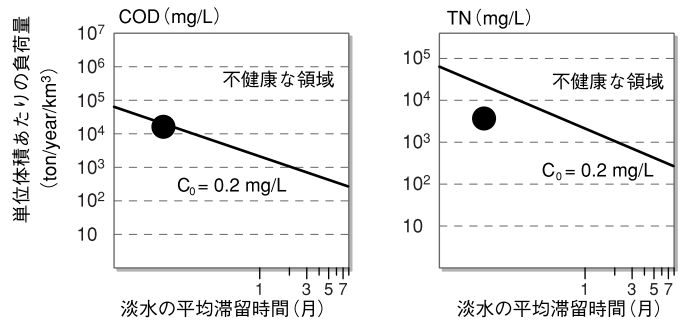 COD（mg/L）
単位体積あたりの負荷量
（ton/year/km³）
10⁷
10⁶
10⁵
10⁴
10³
10²
10
不健康な領域
C₀ = 0.2 mg/L
1 3 5 7
淡水の平均滞留時間（月）
TN（mg/L）
10⁵
10⁴
10³
10²
10
不健康な領域
C₀ = 0.2 mg/L
1 3 5 7
淡水の平均滞留時間（月）